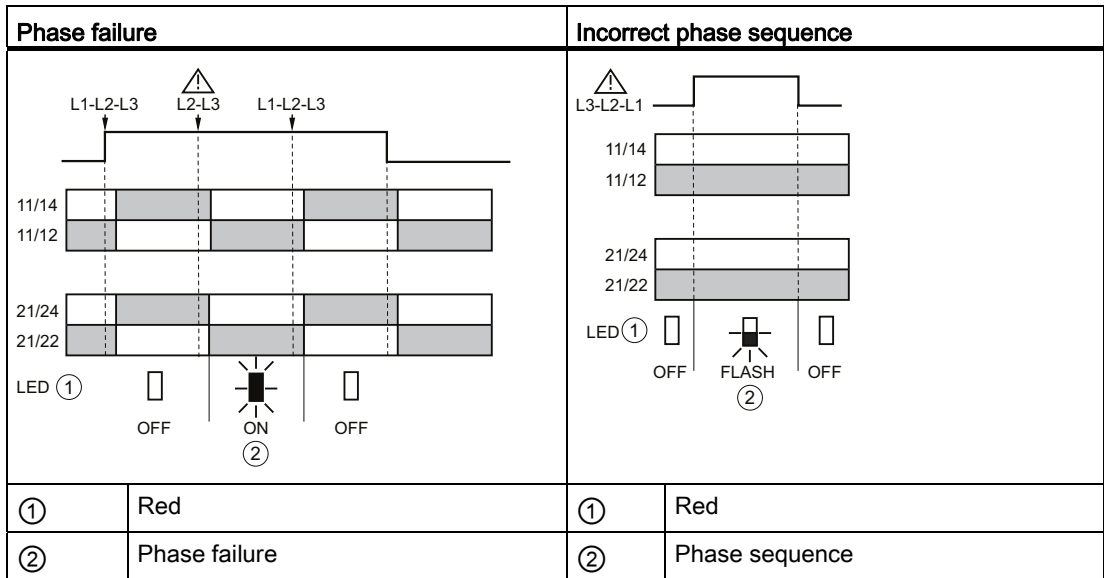 Phase failure
Incorrect phase sequence
L1-L2-L3 L2-L3 L1-L2-L3
11/14
11/12
21/24
21/22
LED 1
OFF ON OFF
2
L3-L2-L1
11/14
11/12
21/24
21/22
LED 1
OFF FLASH OFF
2
1 Red
1 Red
2 Phase failure
2 Phase sequence